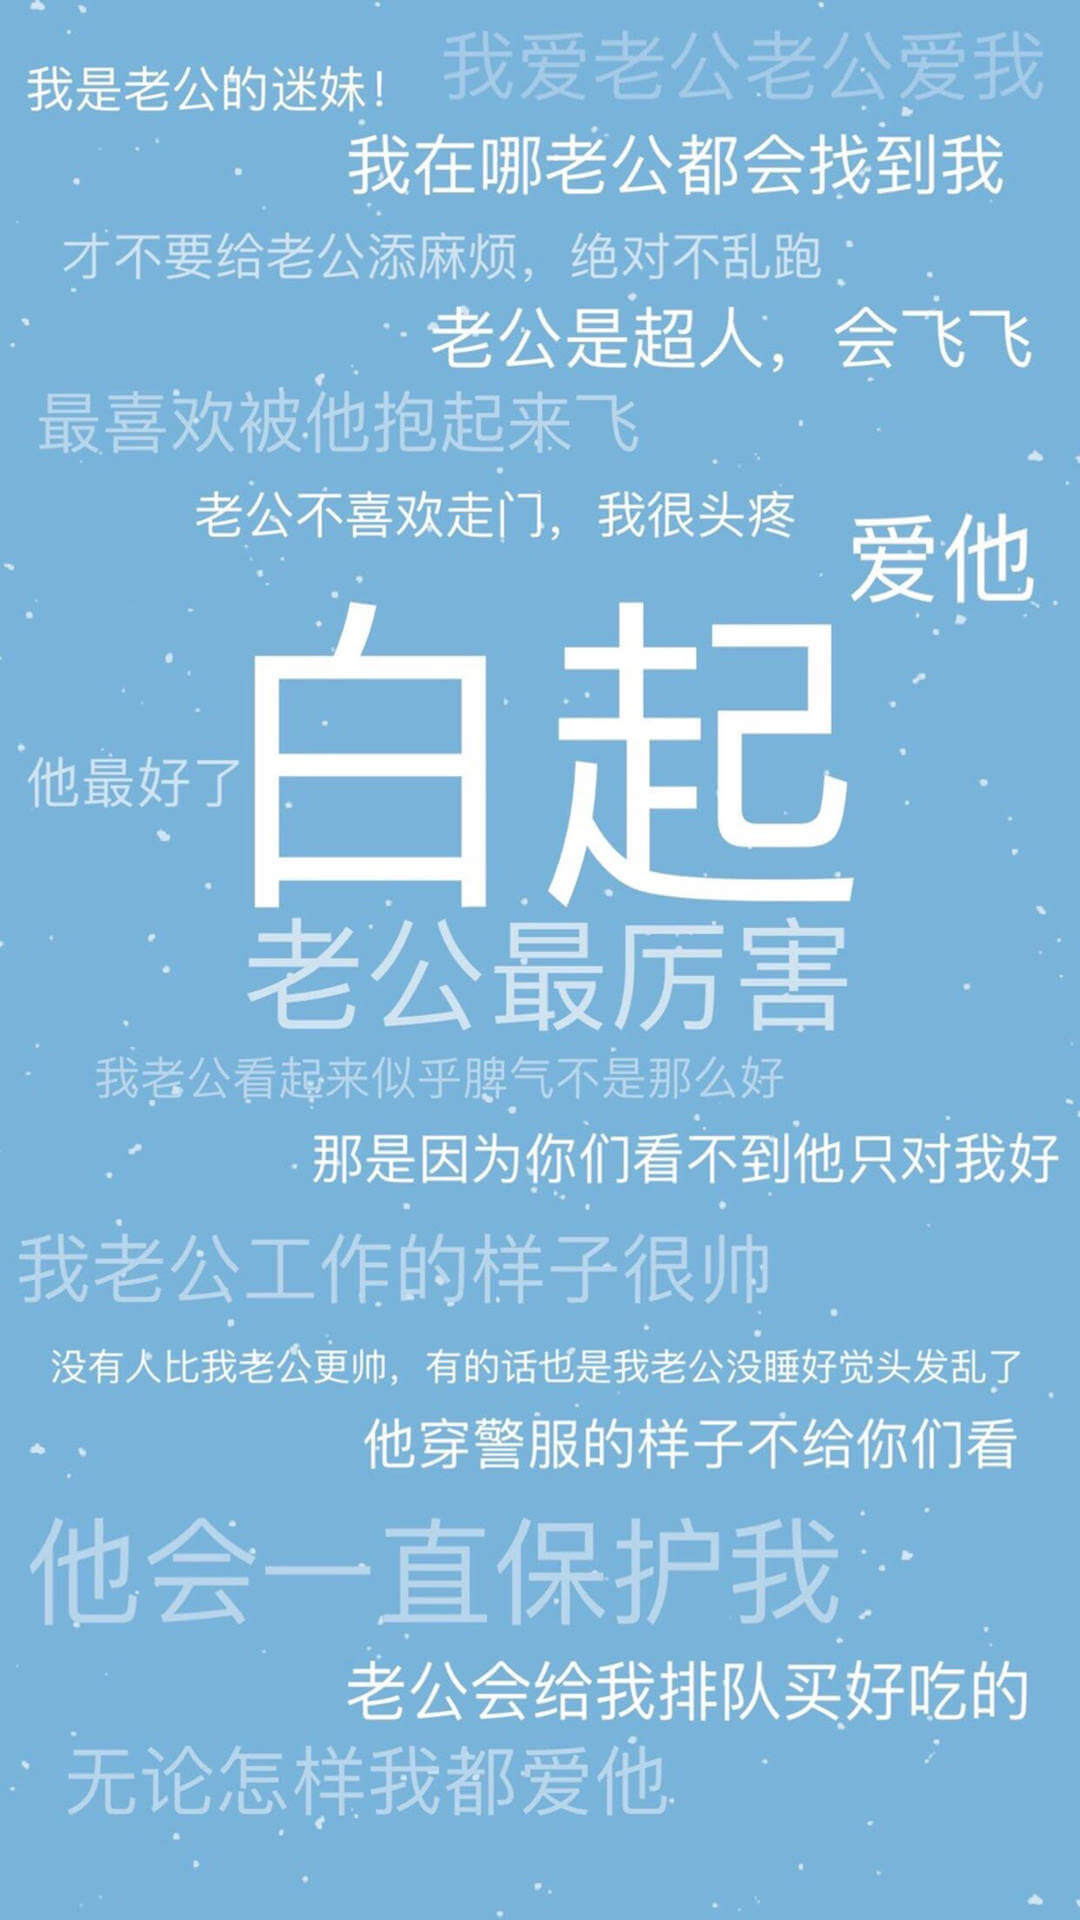 我爱老公老公爱我
我是老公的迷妹！
我在哪老公都会找到我
才不要给老公添麻烦，绝对不乱跑
老公是超人，会飞飞
最喜欢被他抱起来飞
老公不喜欢走门，我很头疼
爱他
白起
他最好了
老公最厉害
我老公看起来似乎脾气不是那么好
那是因为你们看不到他只对我好
我老公工作的样子很帅
没有人比我老公更帅，有的话也是我老公没睡好觉头发乱了
他穿警服的样子不给你们看
他会一直保护我
老公会给我排队买好吃的
无论怎样我都爱他